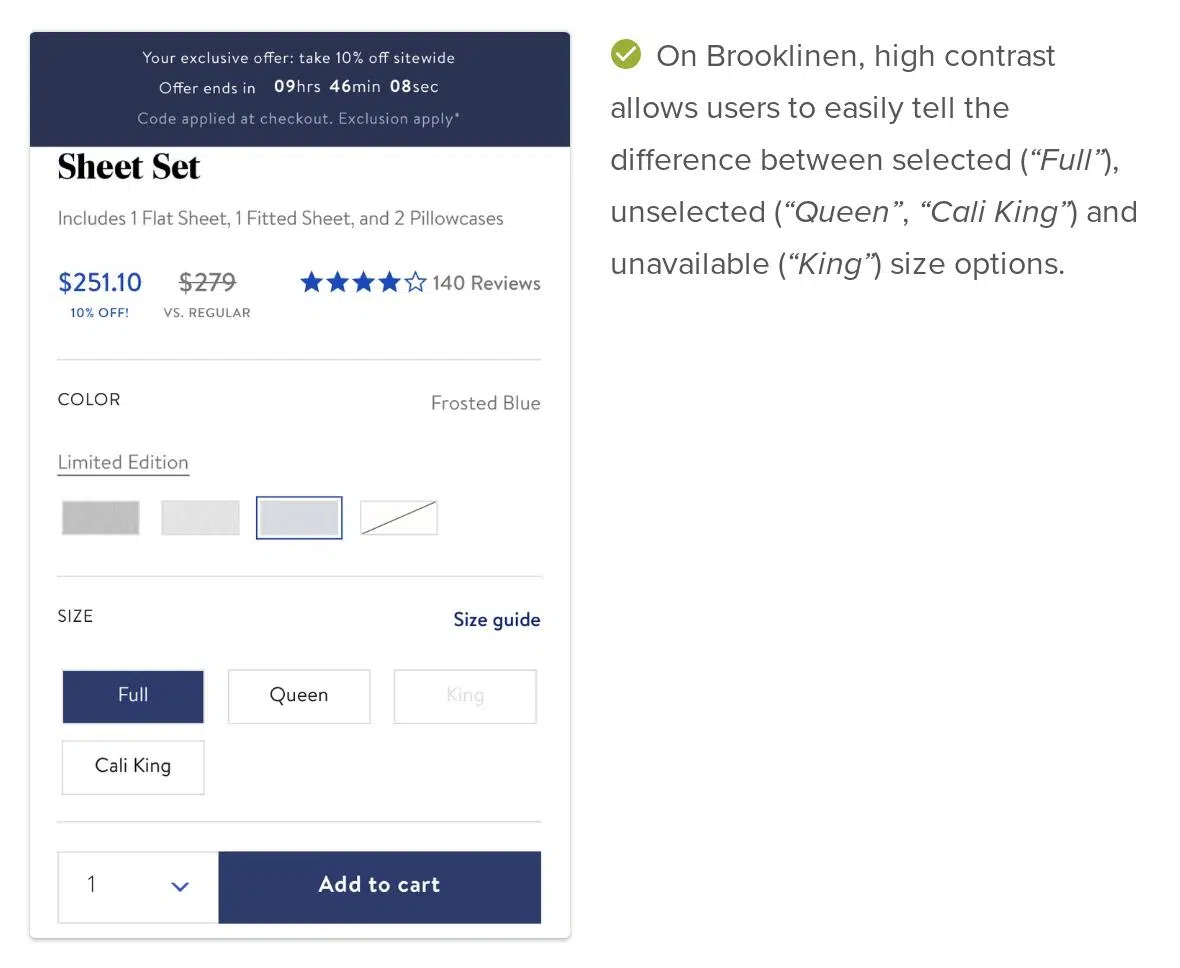 Your exclusive offer: take 10% off sitewide
Offer ends in 09hrs 46min 08sec
Code applied at checkout. Exclusion apply*
Sheet Set
Includes 1 Flat Sheet, 1 Fitted Sheet, and 2 Pillowcases
$251.10 $279 140 Reviews
10% OFF! VS. REGULAR
COLOR Frosted Blue
Limited Edition
SIZE Size guide
Full Queen King
Cali King
1 Add to cart
On Brooklinen, high contrast
allows users to easily tell the
difference between selected (“Full”),
unselected (“Queen”, “Cali King”) and
unavailable (“King”) size options.